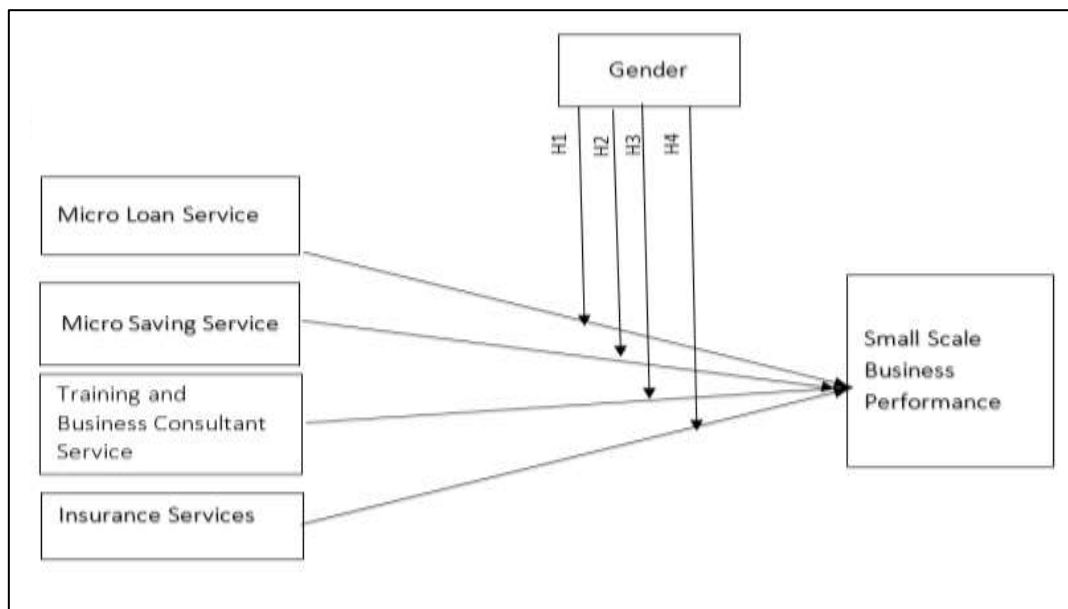 Gender
H1
H2
H3
H4
Micro Loan Service
Micro Saving Service
Training and
Business Consultant
Service
Insurance Services
Small Scale
Business
Performance